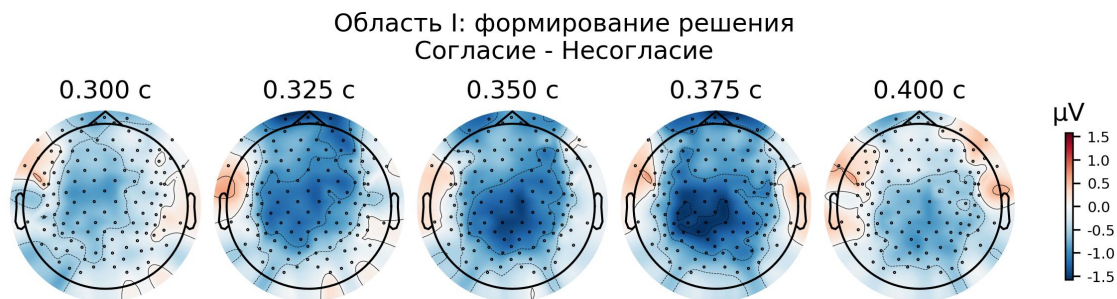 Область I: формирование решения
Согласие - Несогласие
0.300 с 0.325 с 0.350 с 0.375 с 0.400 с
µV
1.5
1.0
0.5
0.0
-0.5
-1.0
-1.5